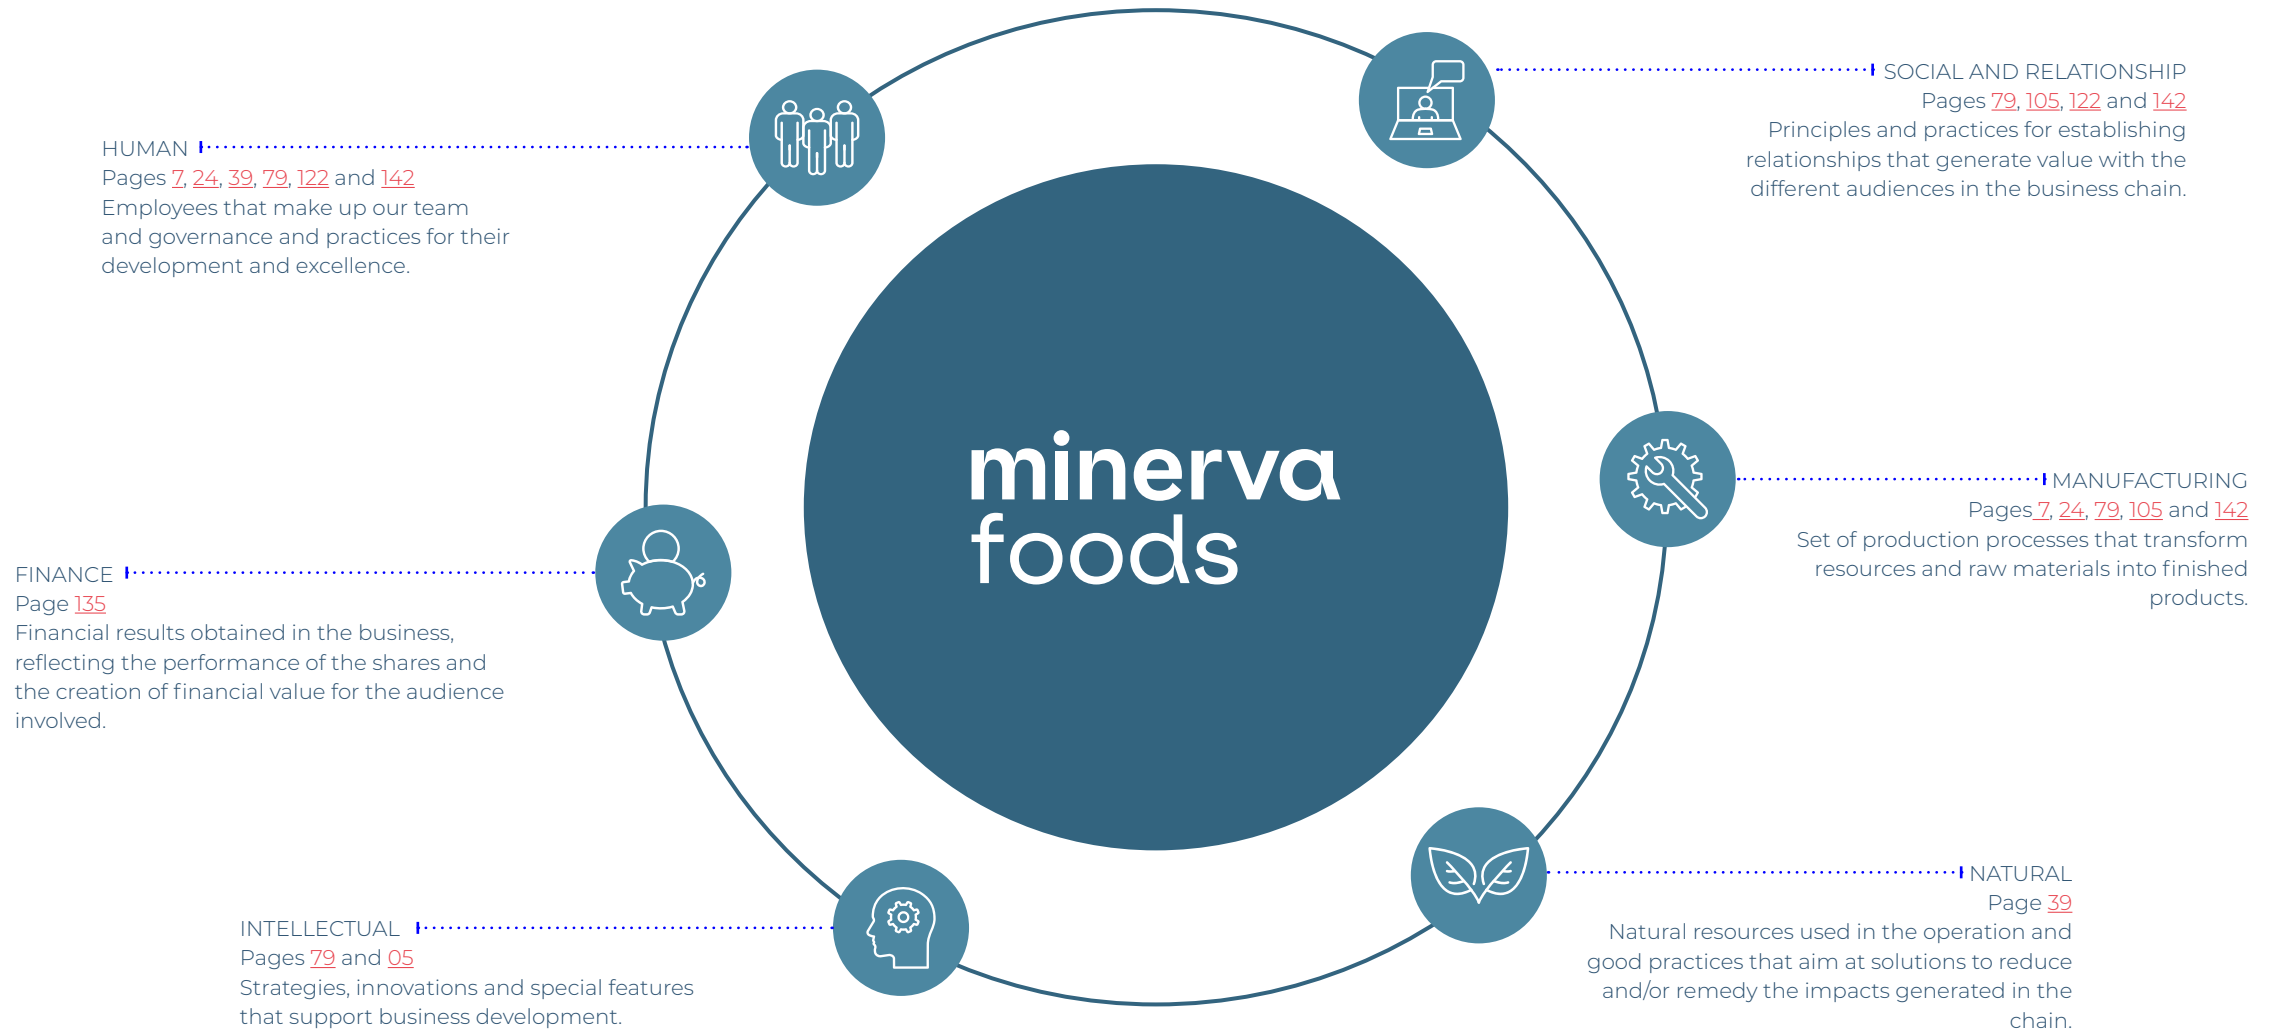 HUMAN
Pages 7, 24, 39, 79, 122 and 142
Employees that make up our team
and governance and practices for their
development and excellence.
SOCIAL AND RELATIONSHIP
Pages 79, 105, 122 and 142
Principles and practices for establishing
relationships that generate value with the
different audiences in the business chain.
minerva
foods
FINANCE
Page 135
Financial results obtained in the business,
reflecting the performance of the shares and
the creation of financial value for the audience
involved.
MANUFACTURING
Pages 7, 24, 79, 105 and 142
Set of production processes that transform
resources and raw materials into finished
products.
INTELLECTUAL
Pages 79 and 05
Strategies, innovations and special features
that support business development.
NATURAL
Page 39
Natural resources used in the operation and
good practices that aim at solutions to reduce
and/or remedy the impacts generated in the
chain.